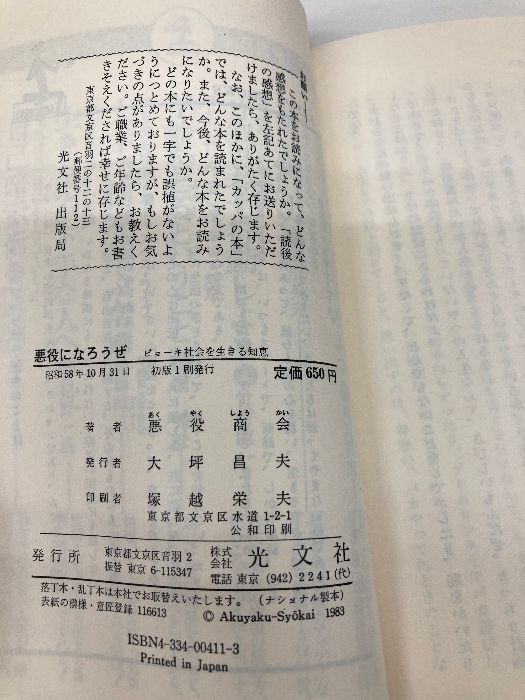 お願い——この本をお読みになって、どんな
感想をもたれたでしょうか。「読後
の感想」を左記あてにお送りいただ
けましたら、ありがたく存じます。
なお、このほかに、「カッパの本」
では、どんな本を読まれたでしょう
か。また、今後、どんな本をお読み
になりたいでしょうか。
どの本にも一字でも誤植がないよ
うにつとめておりますが、もしお気
づきの点がありましたら、お教えく
ださい。ご職業、ご年齢などもお書
きそえくだされば幸せに存じます。
東京都文京区音羽二の十二の十三
(郵便番号112)
光文社 出版局
悪役になろうぜ ビョーキ社会を生きる知恵
昭和58年10月31日 初版1刷発行 定価650円
あく やく しよう かい
著者 悪役商会
発行者 大坪昌夫
印刷者 塚越栄夫
東京都文京区水道1-2-1
公和印刷
発行所 東京都文京区音羽2 振替 東京 6-115347 株式会社 光文社
電話 東京 (942) 2241(代)
落丁本・乱丁本は本社でお取替えいたします。(ナショナル製本)
表紙の模様・意匠登録 116613
© Akuyaku-Syōkai 1983
ISBN4-334-00411-3
Printed in Japan